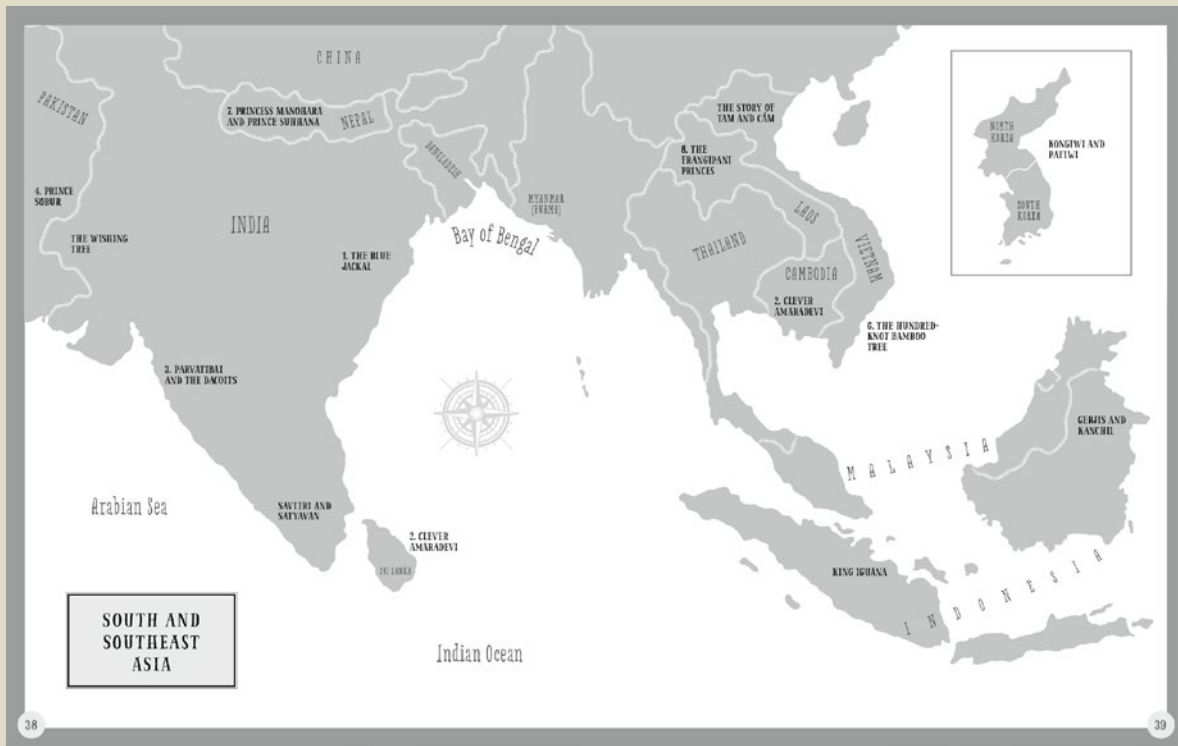 CHINA
PAKISTAN
7. PRINCESS MANOHARA
AND PRINCE SUDHANA
NEPAL
BANGLADESH
THE STORY OF
TAM AND CÁM
8. THE
FRANGIPANI
PRINCES
NORTH
KOREA
KONGJWI AND
PATJWI
SOUTH
KOREA
4. PRINCE
SOBUR
THE WISHING
TREE
INDIA
1. THE BLUE
JACKAL
Bay of Bengal
MYANMAR
(BURMA)
THAILAND
LAOS
VIETNAM
CAMBODIA
2. CLEVER
AMARADEVI
6. THE HUNDRED-
KNOT BAMBOO
TREE
3. PARVATIBAI
AND THE DACOITS
GERJIS AND
KANCHIL
MALAYSIA
Arabian Sea
SAVITRI AND
SATYAVAN
2. CLEVER
AMARADEVI
SRI LANKA
KING IGUANA
INDONESIA
SOUTH AND
SOUTHEAST
ASIA
Indian Ocean
38
39